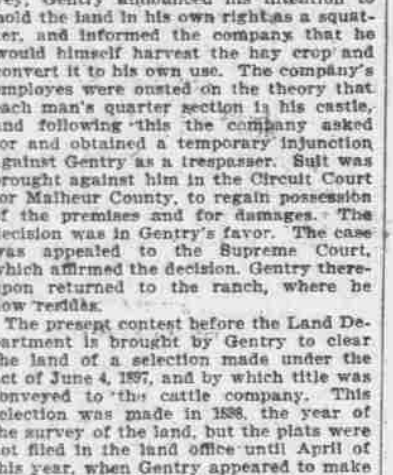 vey, Gentry announced his intention to
hold the land in his own right as a squat-
ter, and informed the company that he
would himself harvest the hay crop and
convert it to his own use. The company's
employes were ousted on the theory that
each man's quarter section is his castle,
and following this the company asked
for and obtained a temporary injunction
against Gentry as a trespasser. Suit was
brought against him in the Circuit Court
for Malheur County, to regain possession
of the premises and for damages. The
decision was in Gentry's favor. The case
was appealed to the Supreme Court,
which affirmed the decision. Gentry there-
upon returned to the ranch, where he
now resides.
The present contest before the Land De-
partment is brought by Gentry to clear
the land of a selection made under the
act of June 4, 1897, and by which title was
conveyed to the cattle company. This
selection was made in 1898, the year of
the survey of the land, but the plats were
not filed in the land office until April of
this year, when Gentry appeared to make